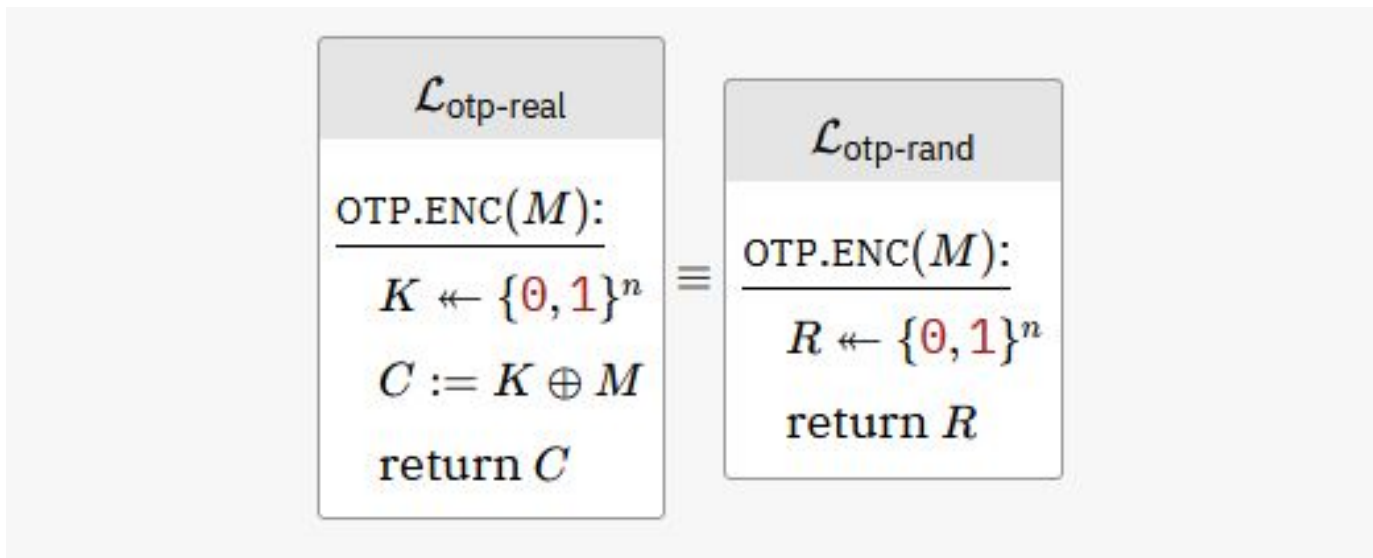 ℒotp-real
OTP.ENC(M):
K ↞ {0,1}ⁿ
C := K ⊕ M
return C
≡
ℒotp-rand
OTP.ENC(M):
R ↞ {0,1}ⁿ
return R